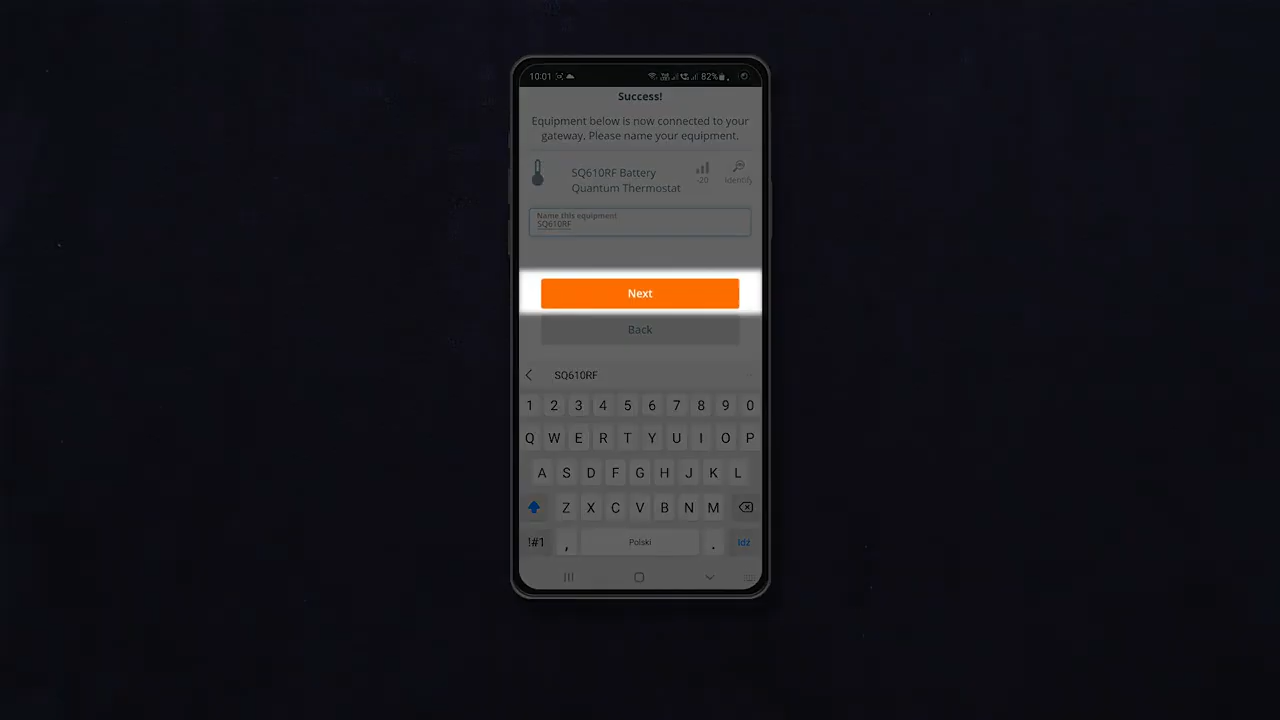 10:01 82%
Success!
Equipment below is now connected to your
gateway. Please name your equipment.
SQ610RF Battery
Quantum Thermostat
-20
Identify
Name this equipment
SQ610RF
Next
Back
SQ610RF
1 2 3 4 5 6 7 8 9 0
Q W E R T Y U I O P
A S D F G H J K L
Z X C V B N M
!#1 , Polski . Idź